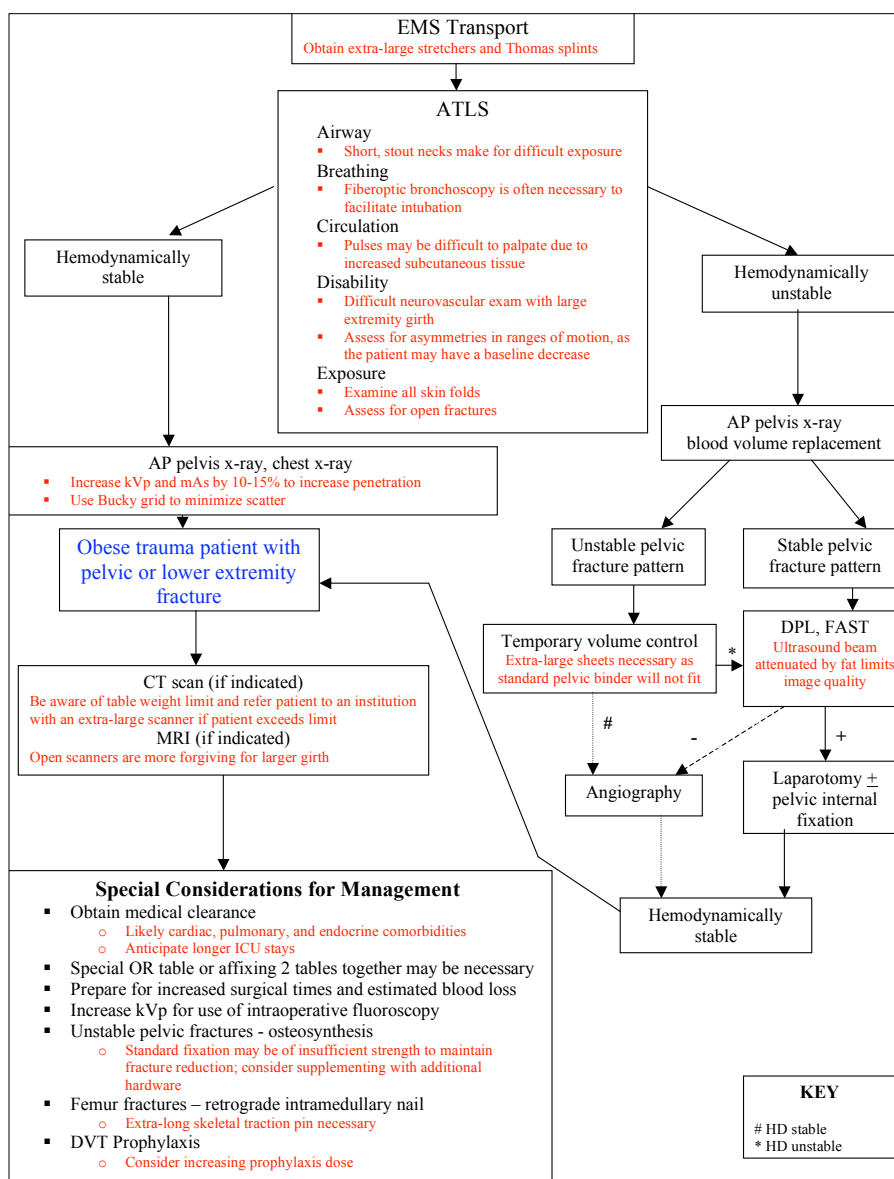 EMS Transport
Obtain extra-large stretchers and Thomas splints
ATLS
Airway
▪ Short, stout necks make for difficult exposure
Breathing
▪ Fiberoptic bronchoscopy is often necessary to
facilitate intubation
Circulation
▪ Pulses may be difficult to palpate due to
increased subcutaneous tissue
Disability
▪ Difficult neurovascular exam with large
extremity girth
▪ Assess for asymmetries in ranges of motion, as
the patient may have a baseline decrease
Exposure
▪ Examine all skin folds
▪ Assess for open fractures
Hemodynamically
stable
Hemodynamically
unstable
AP pelvis x-ray, chest x-ray
▪ Increase kVp and mAs by 10-15% to increase penetration
▪ Use Bucky grid to minimize scatter
AP pelvis x-ray
blood volume replacement
Obese trauma patient with
pelvic or lower extremity
fracture
Unstable pelvic
fracture pattern
Stable pelvic
fracture pattern
Temporary volume control
Extra-large sheets necessary as
standard pelvic binder will not fit
*
DPL, FAST
Ultrasound beam
attenuated by fat limits
image quality
CT scan (if indicated)
Be aware of table weight limit and refer patient to an institution
with an extra-large scanner if patient exceeds limit
MRI (if indicated)
Open scanners are more forgiving for larger girth
#
-
+
Angiography
Laparotomy ±
pelvic internal
fixation
Hemodynamically
stable
Special Considerations for Management
▪ Obtain medical clearance
o Likely cardiac, pulmonary, and endocrine comorbidities
o Anticipate longer ICU stays
▪ Special OR table or affixing 2 tables together may be necessary
▪ Prepare for increased surgical times and estimated blood loss
▪ Increase kVp for use of intraoperative fluoroscopy
▪ Unstable pelvic fractures - osteosynthesis
o Standard fixation may be of insufficient strength to maintain
fracture reduction; consider supplementing with additional
hardware
▪ Femur fractures – retrograde intramedullary nail
o Extra-long skeletal traction pin necessary
▪ DVT Prophylaxis
o Consider increasing prophylaxis dose
KEY
# HD stable
* HD unstable